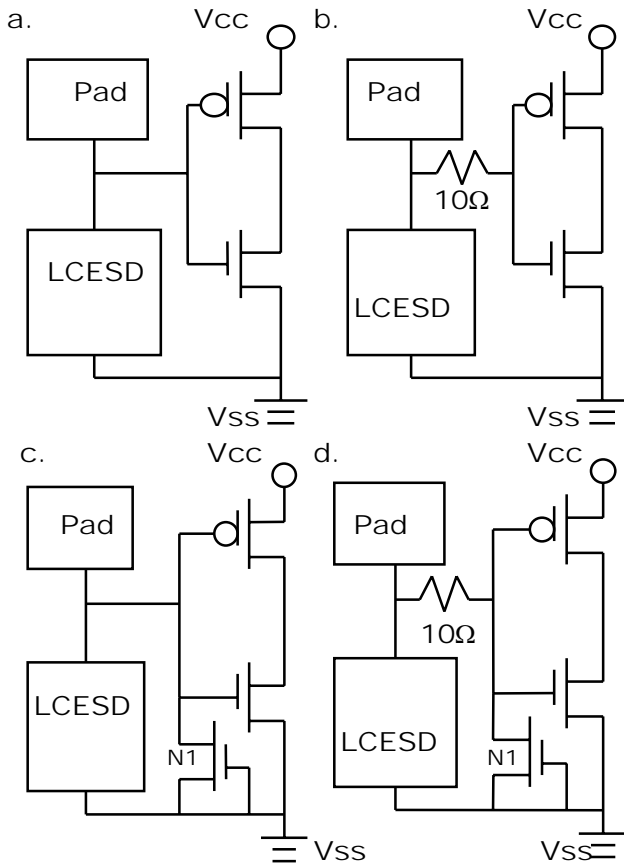 a.
Vcc
Pad
LCESD
Vss
b.
Vcc
Pad
10Ω
LCESD
c.
Vcc
Pad
LCESD
N1
Vss
d.
Vcc
Pad
10Ω
LCESD
N1
Vss